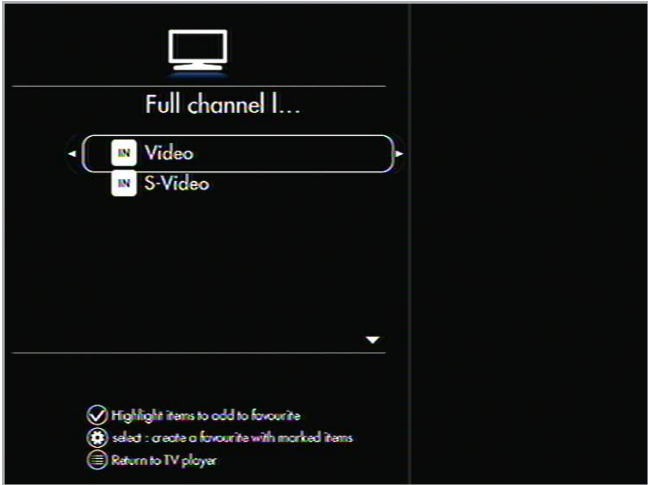 Full channel l...
IN Video
IN S-Video
Highlight items to add to favourite
select : create a favourite with marked items
Return to TV player